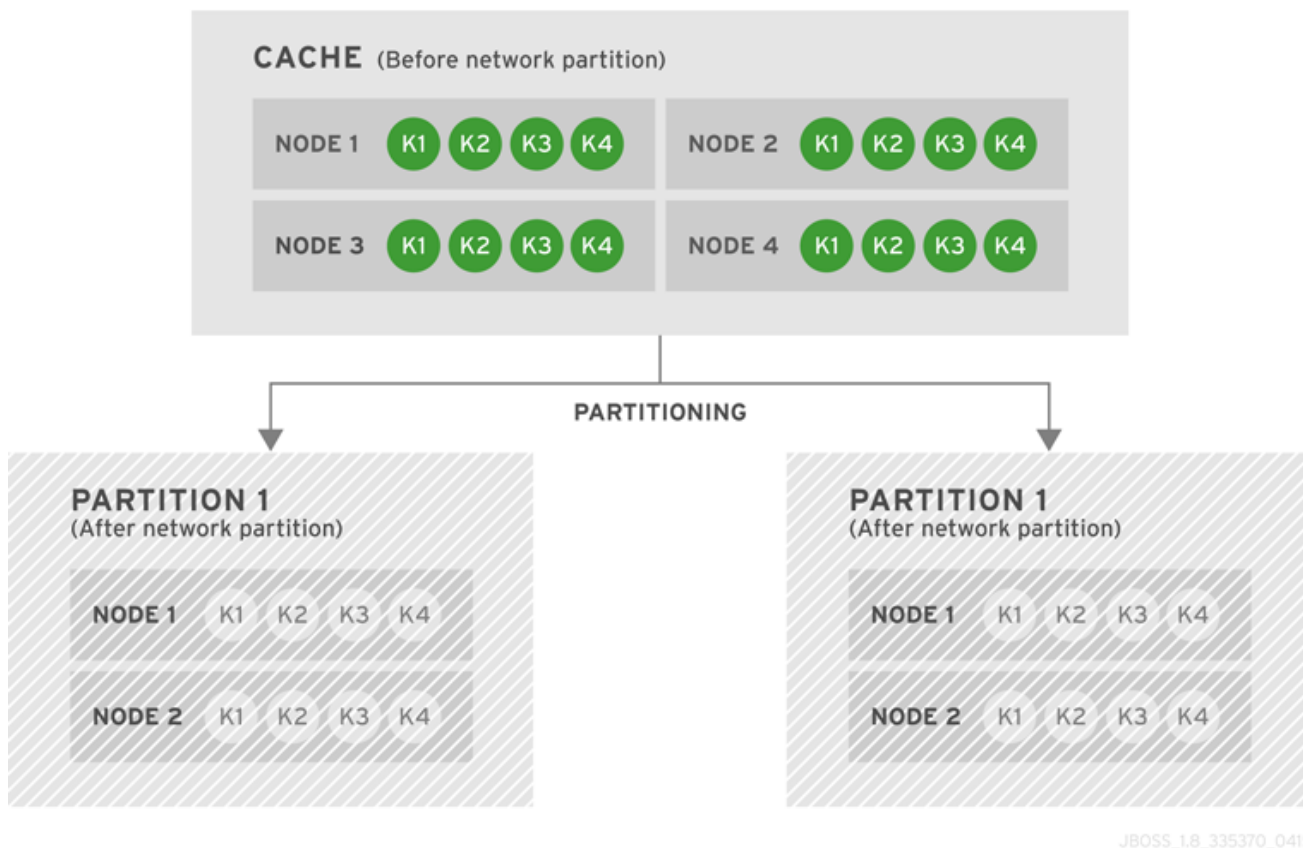 CACHE (Before network partition)
NODE 1 K1 K2 K3 K4 NODE 2 K1 K2 K3 K4
NODE 3 K1 K2 K3 K4 NODE 4 K1 K2 K3 K4
PARTITIONING
PARTITION 1
(After network partition)
NODE 1 K1 K2 K3 K4
NODE 2 K1 K2 K3 K4
PARTITION 1
(After network partition)
NODE 1 K1 K2 K3 K4
NODE 2 K1 K2 K3 K4
JBOSS_1.8_335370_041